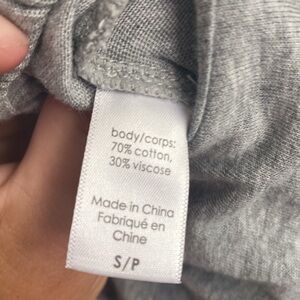 body/corps:
70% cotton,
30% viscose
Made in China
Fabriqué en
Chine
S/P